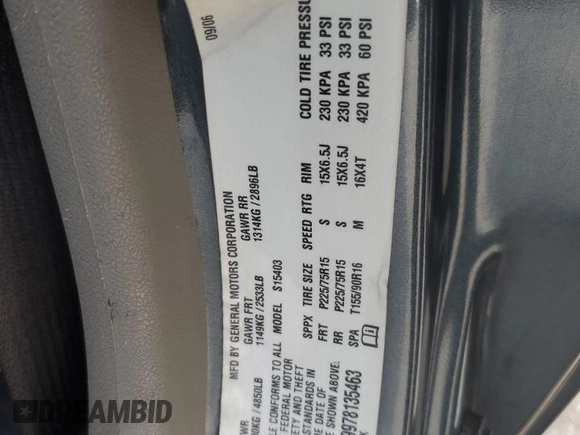 09/06
MFD BY GENERAL MOTORS CORPORATION
GAWR FRT GAWR RR
1149KG / 2533LB 1314KG / 2896LB
4850LB
CONFORMS TO ALL MODEL S15403
FEDERAL MOTOR
AND THEFT
STANDARDS IN
DATE OF
SHOWN ABOVE.
SPPX TIRE SIZE SPEED RTG RIM COLD TIRE
FRT P225/75R15 S 15X6.5J 230 KPA 33 PSI
RR P225/75R15 S 15X6.5J 230 KPA 33 PSI
SPA T155/90R16 M 16X4T 420 KPA 60 PSI
978135463